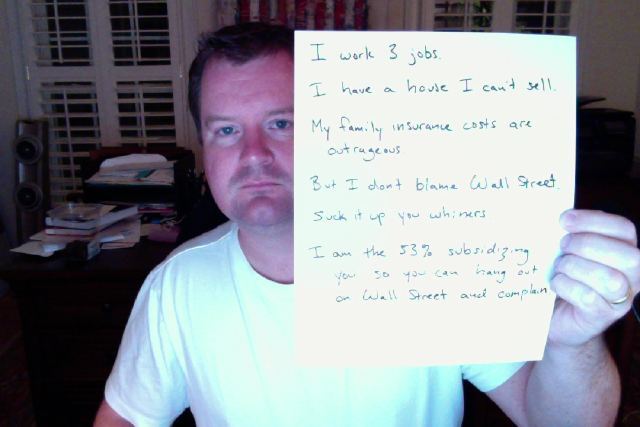 I work 3 jobs.
I have a house I can't sell.
My family insurance costs are
outrageous
But I dont blame Wall Street.
Suck it up you whiners
I am the 53% subsidizing
you so you can hang out
on Wall Street and complain.